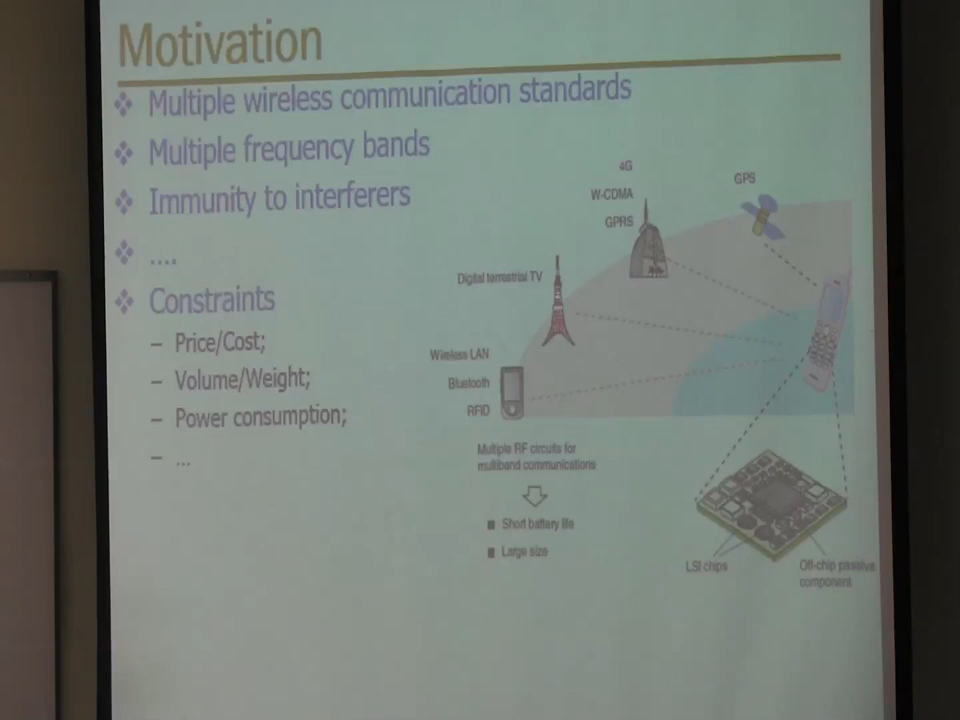 Motivation
❖ Multiple wireless communication standards
❖ Multiple frequency bands
❖ Immunity to interferers
❖ ....
❖ Constraints
– Price/Cost;
– Volume/Weight;
– Power consumption;
– ...
4G
W-CDMA
GPRS
GPS
Digital terrestrial TV
Wireless LAN
Bluetooth
RFID
Multiple RF circuits for
multiband communications
■ Short battery life
■ Large size
LSI chips
Off-chip passive
component